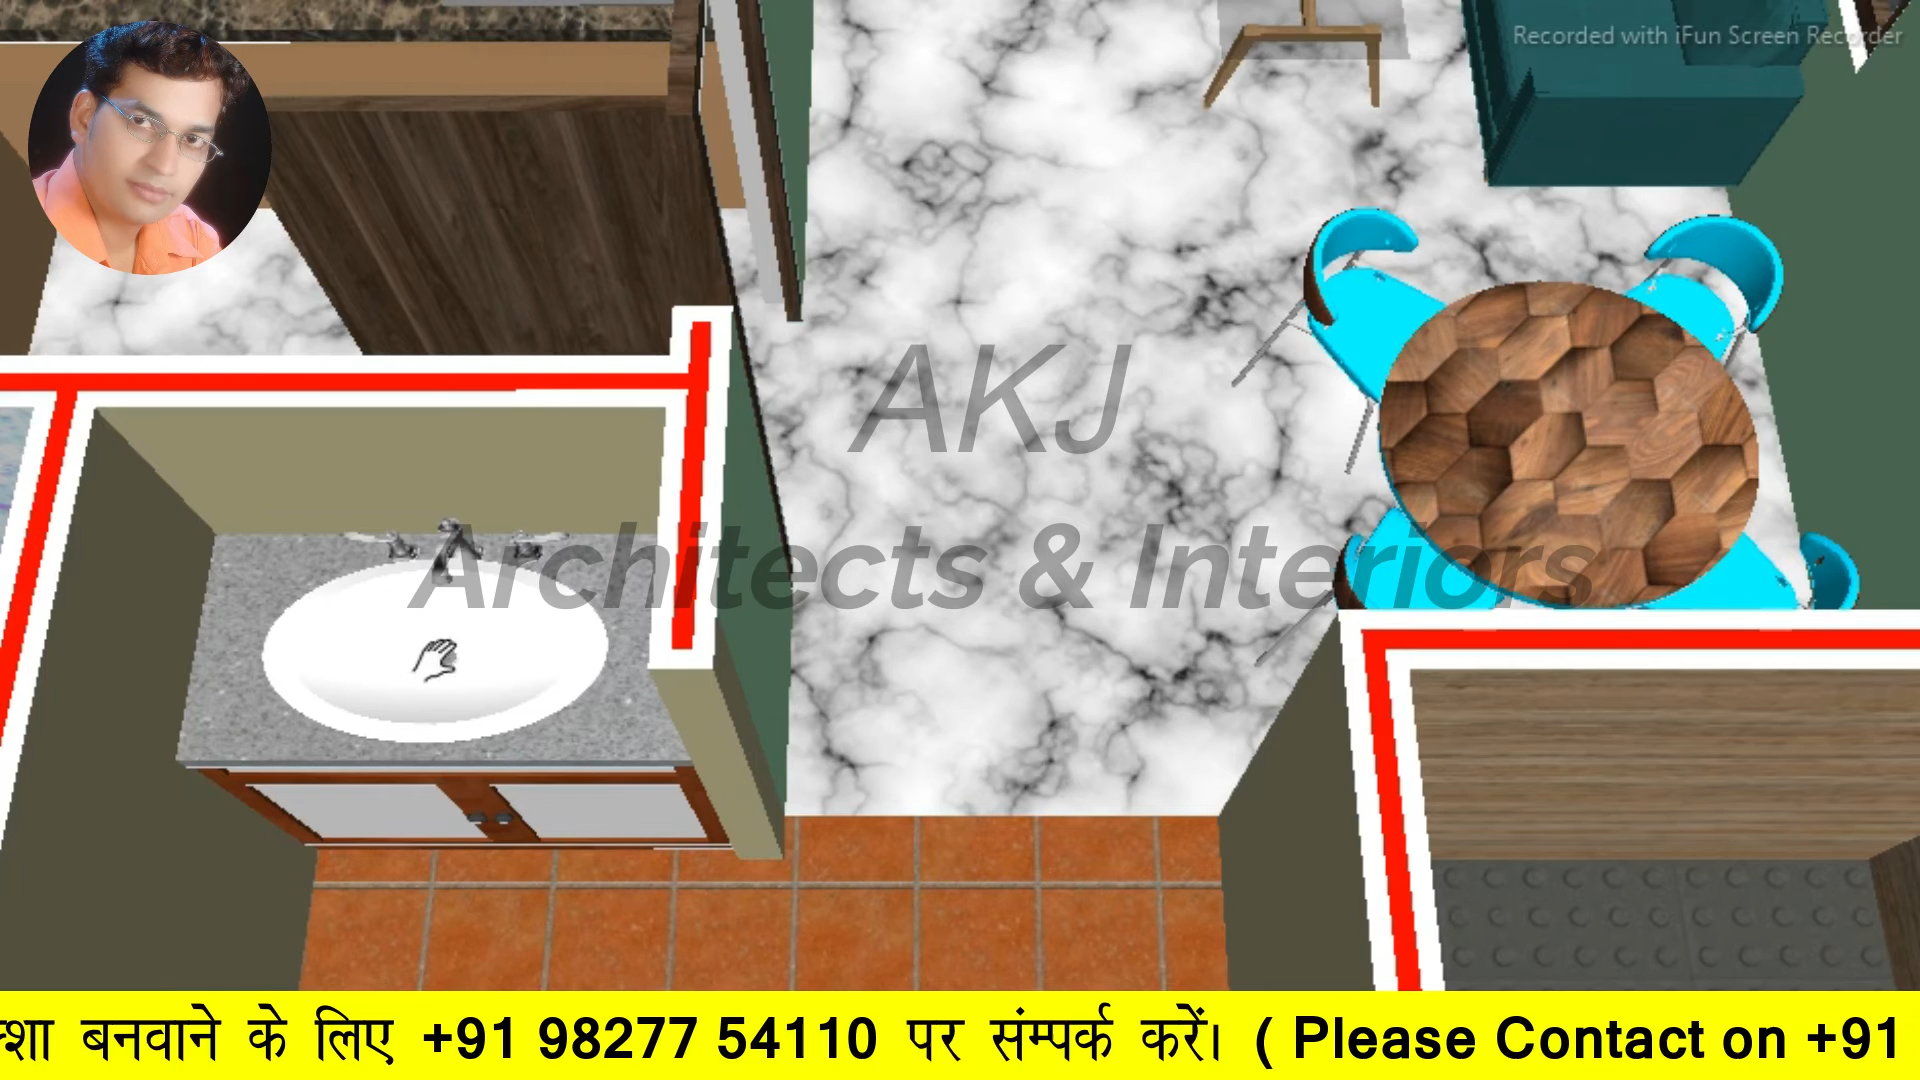 Recorded with iFun Screen Recorder
AKJ
Architects & Interiors
बनवाने के लिए +91 98277 54110 पर संम्पर्क करें। ( Please Contact on +91